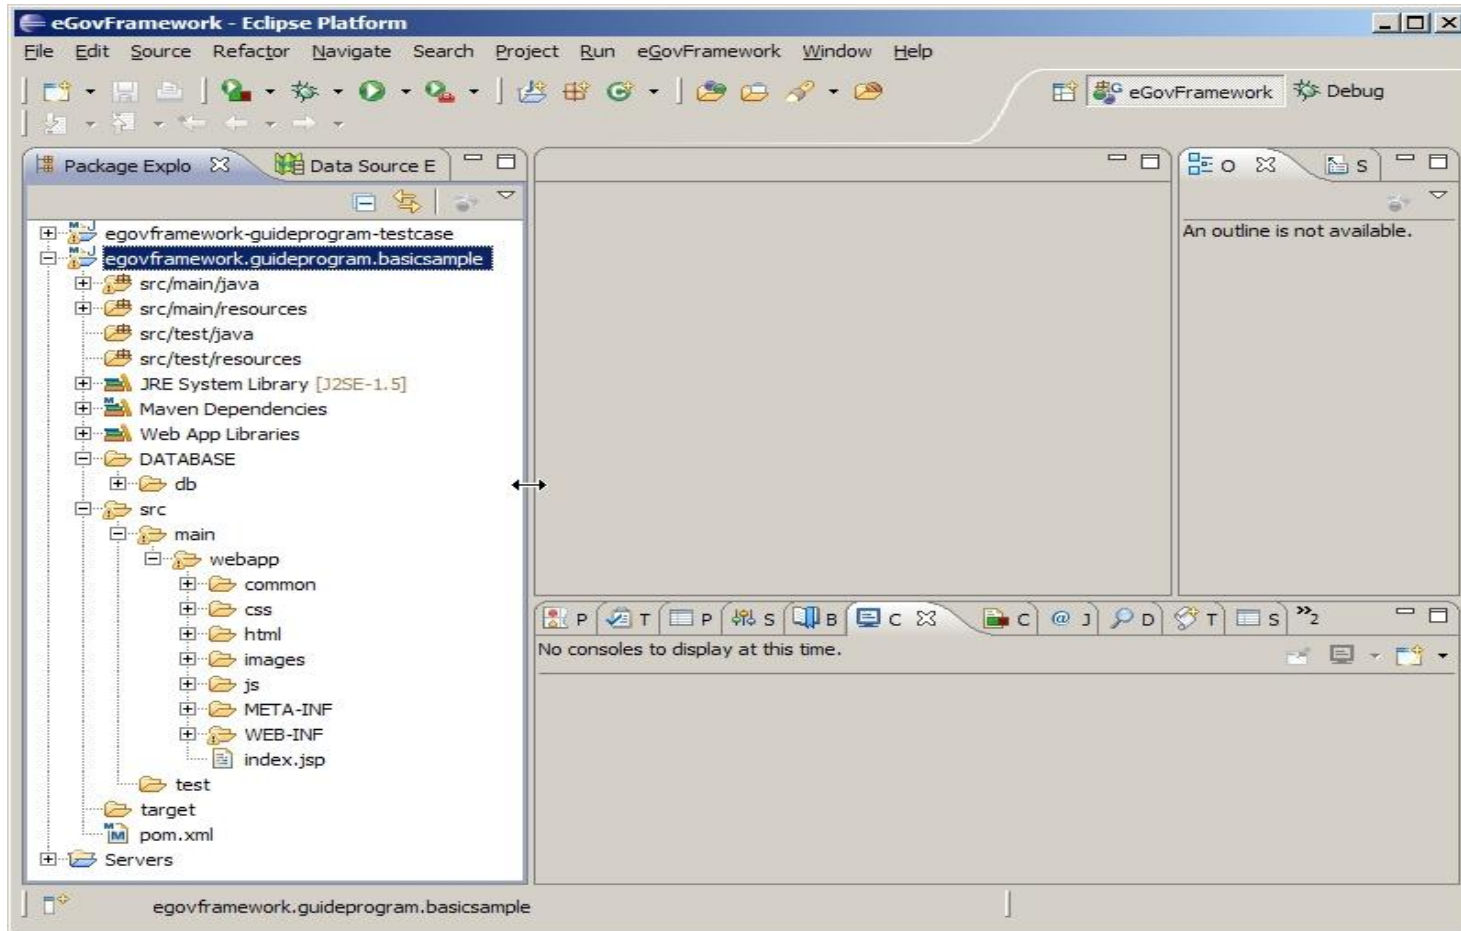 eGovFramework - Eclipse Platform
File Edit Source Refactor Navigate Search Project Run eGovFramework Window Help
eGovFramework Debug
Package Explo Data Source E
O S
An outline is not available.
egovframework-guideprogram-testcase
egovframework.guideprogram.basicsample
src/main/java
src/main/resources
src/test/java
src/test/resources
JRE System Library [J2SE-1.5]
Maven Dependencies
Web App Libraries
DATABASE
db
src
main
webapp
common
css
html
images
js
META-INF
WEB-INF
index.jsp
test
target
pom.xml
Servers
P T P S B C C @ J D T S »2
No consoles to display at this time.
egovframework.guideprogram.basicsample